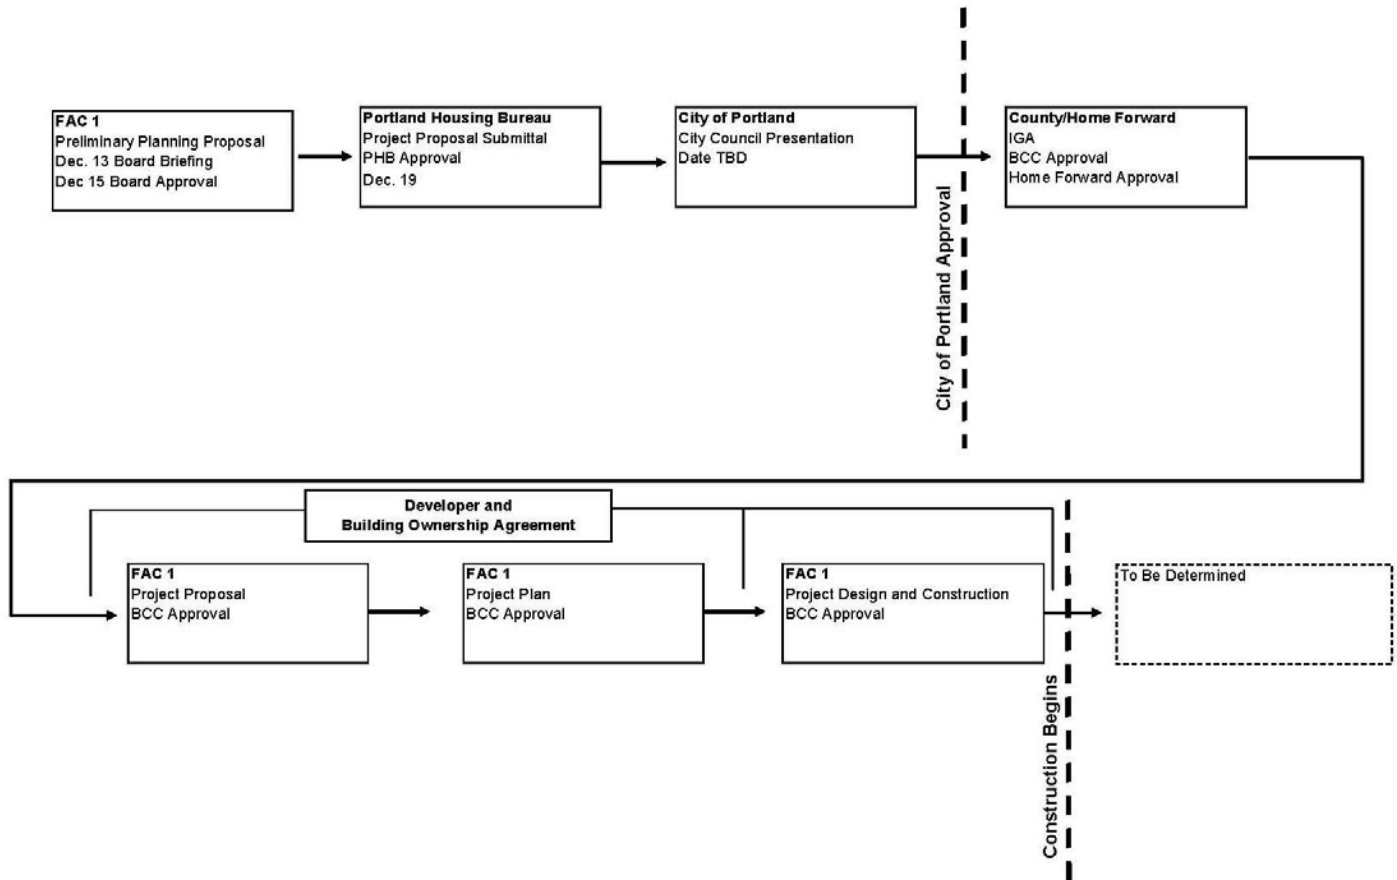 FAC 1
Preliminary Planning Proposal
Dec. 13 Board Briefing
Dec 15 Board Approval
Portland Housing Bureau
Project Proposal Submittal
PHB Approval
Dec. 19
City of Portland
City Council Presentation
Date TBD
City of Portland Approval
County/Home Forward
IGA
BCC Approval
Home Forward Approval
Developer and
Building Ownership Agreement
FAC 1
Project Proposal
BCC Approval
FAC 1
Project Plan
BCC Approval
FAC 1
Project Design and Construction
BCC Approval
Construction Begins
To Be Determined